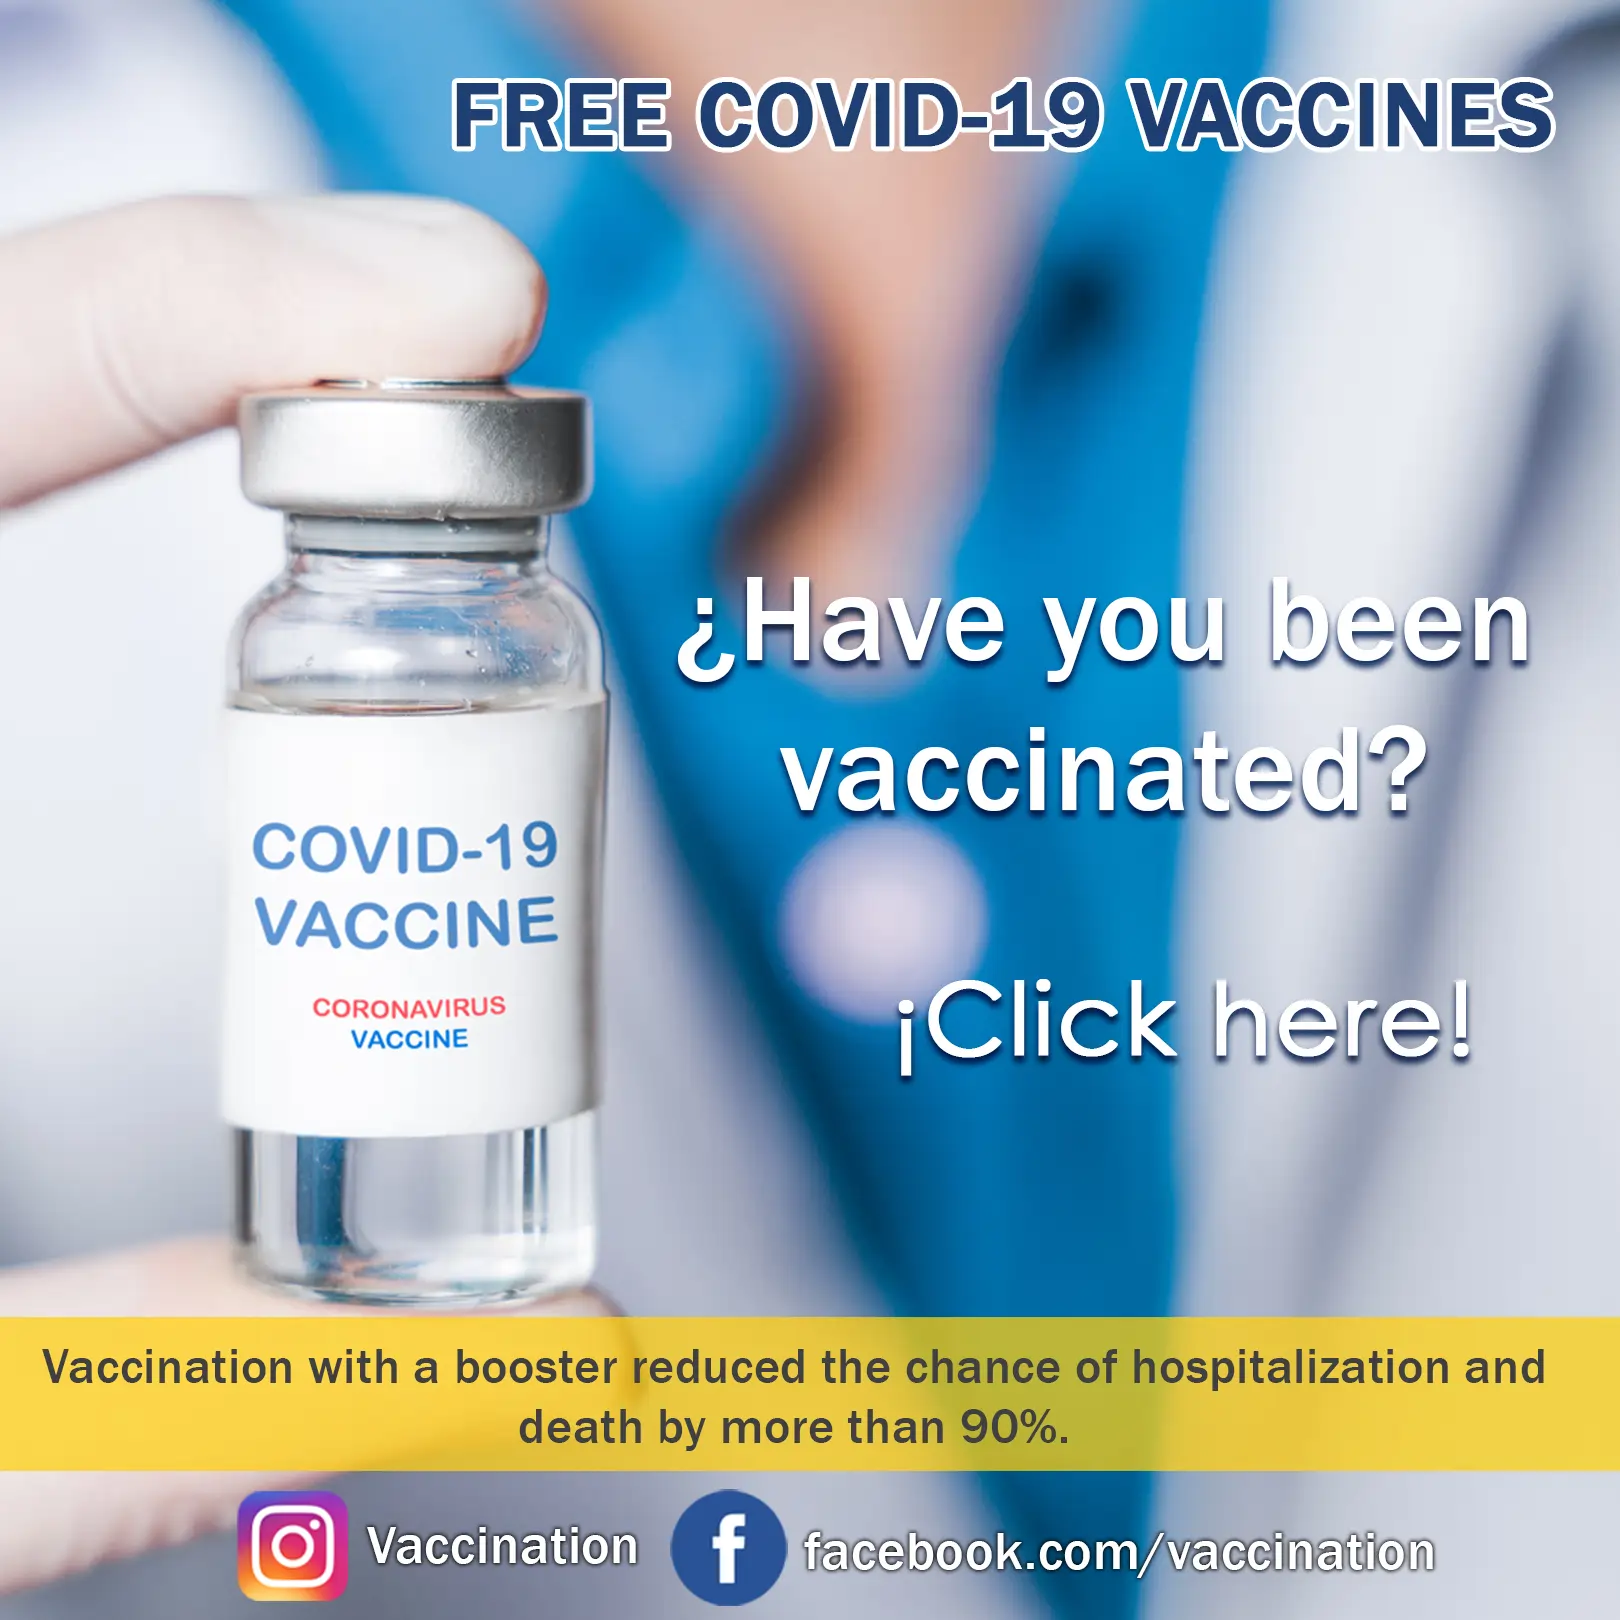 FREE COVID-19 VACCINES
¿Have you been
vaccinated?
COVID-19
VACCINE
CORONAVIRUS
VACCINE
¡Click here!
Vaccination with a booster reduced the chance of hospitalization and
death by more than 90%.
Vaccination
facebook.com/vaccination